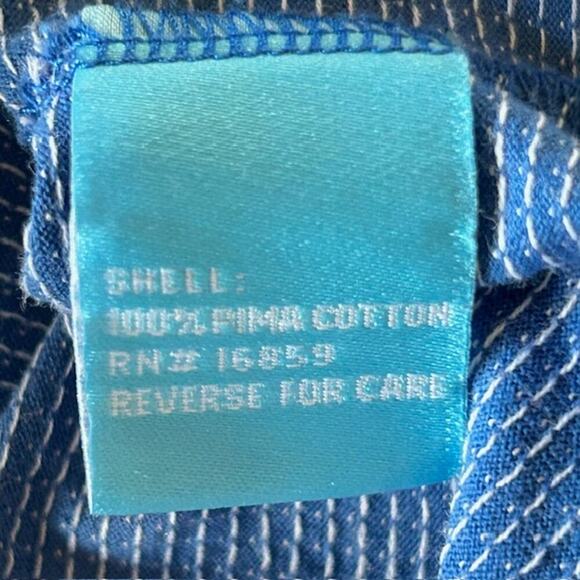 SHELL:
100% PIMA COTTON
RN# 16859
REVERSE FOR CARE